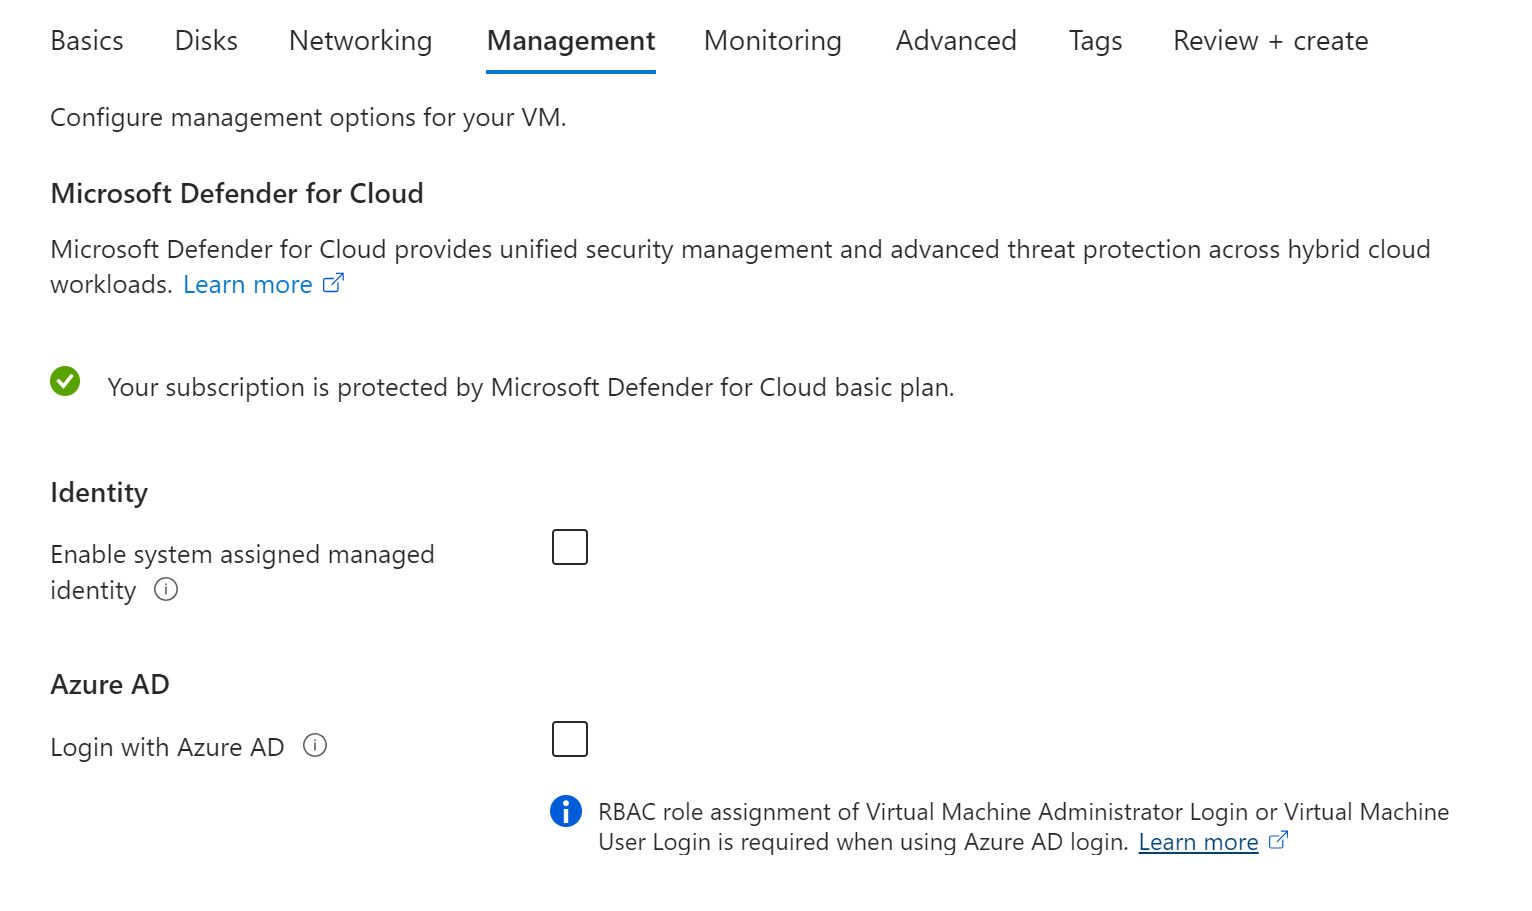 Basics Disks Networking Management Monitoring Advanced Tags Review + create
Configure management options for your VM.
Microsoft Defender for Cloud
Microsoft Defender for Cloud provides unified security management and advanced threat protection across hybrid cloud
workloads. Learn more
Your subscription is protected by Microsoft Defender for Cloud basic plan.
Identity
Enable system assigned managed
identity
Azure AD
Login with Azure AD
RBAC role assignment of Virtual Machine Administrator Login or Virtual Machine
User Login is required when using Azure AD login. Learn more